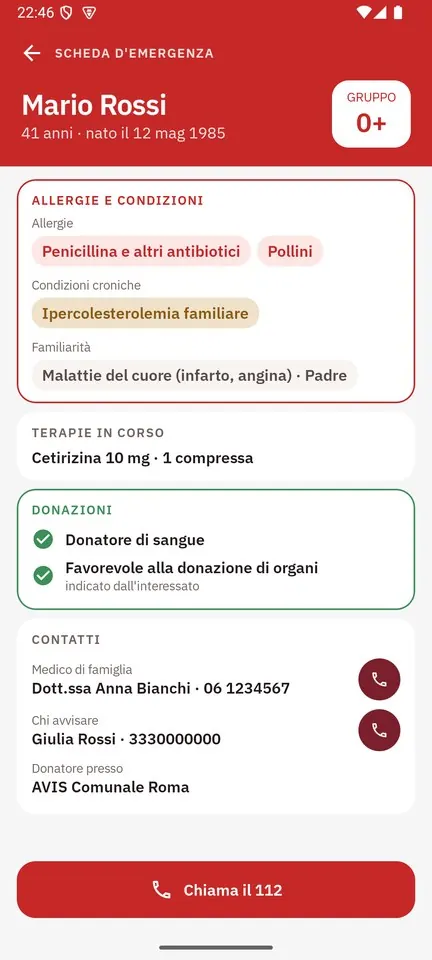 22:46
SCHEDA D'EMERGENZA
Mario Rossi
41 anni · nato il 12 mag 1985
GRUPPO
0+
ALLERGIE E CONDIZIONI
Allergie
Penicillina e altri antibiotici
Pollini
Condizioni croniche
Ipercolesterolemia familiare
Familiarità
Malattie del cuore (infarto, angina) · Padre
TERAPIE IN CORSO
Cetirizina 10 mg · 1 compressa
DONAZIONI
Donatore di sangue
Favorevole alla donazione di organi
indicato dall'interessato
CONTATTI
Medico di famiglia
Dott.ssa Anna Bianchi · 06 1234567
Chi avvisare
Giulia Rossi · 3330000000
Donatore presso
AVIS Comunale Roma
Chiama il 112